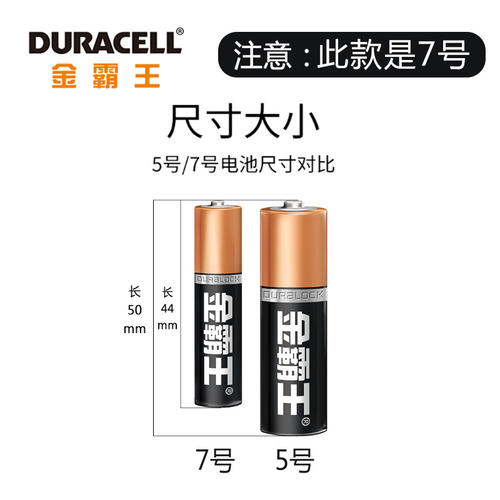 DURACELL®
金霸王
注意：此款是7号
尺寸大小
5号/7号电池尺寸对比
长
50
mm
长
44
mm
DURALOCK
金霸王®
DURALOCK
金霸王®
7号
5号